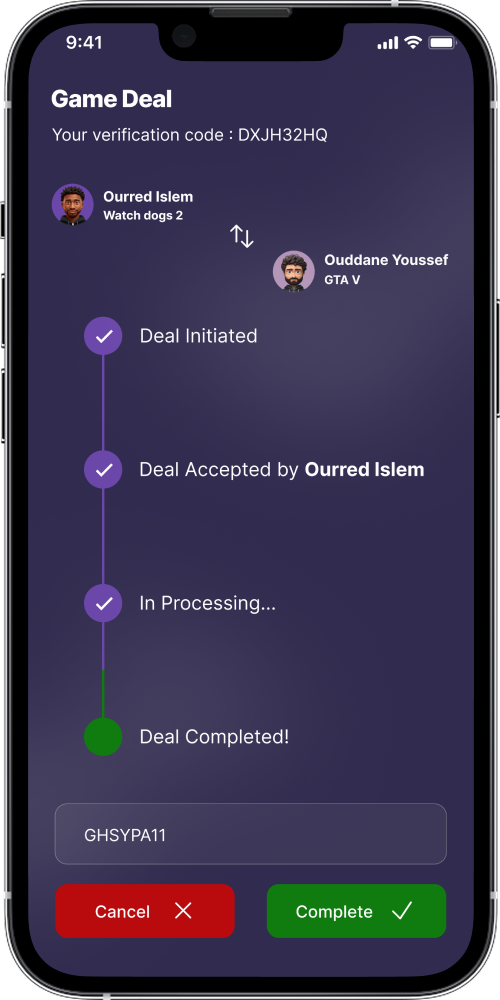 9:41
Game Deal
Your verification code : DXJH32HQ
Ourred Islem
Watch dogs 2
Ouddane Youssef
GTA V
Deal Initiated
Deal Accepted by Ourred Islem
In Processing...
Deal Completed!
GHSYPA11
Cancel
Complete